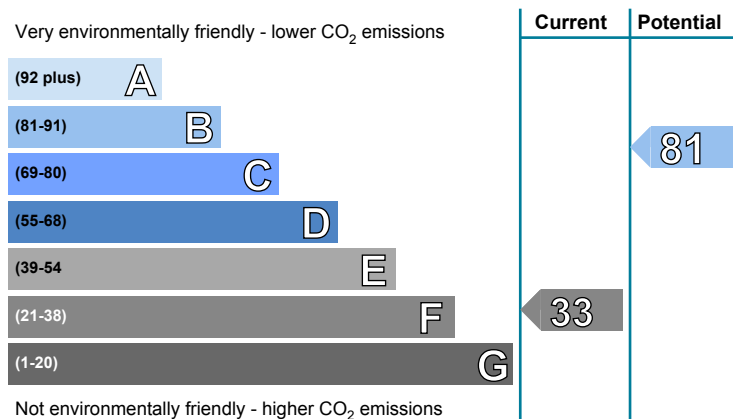 Current Potential
Very environmentally friendly - lower CO2 emissions
(92 plus) A
(81-91) B
81
(69-80) C
(55-68) D
(39-54 E
(21-38) F 33
(1-20) G
Not environmentally friendly - higher CO2 emissions